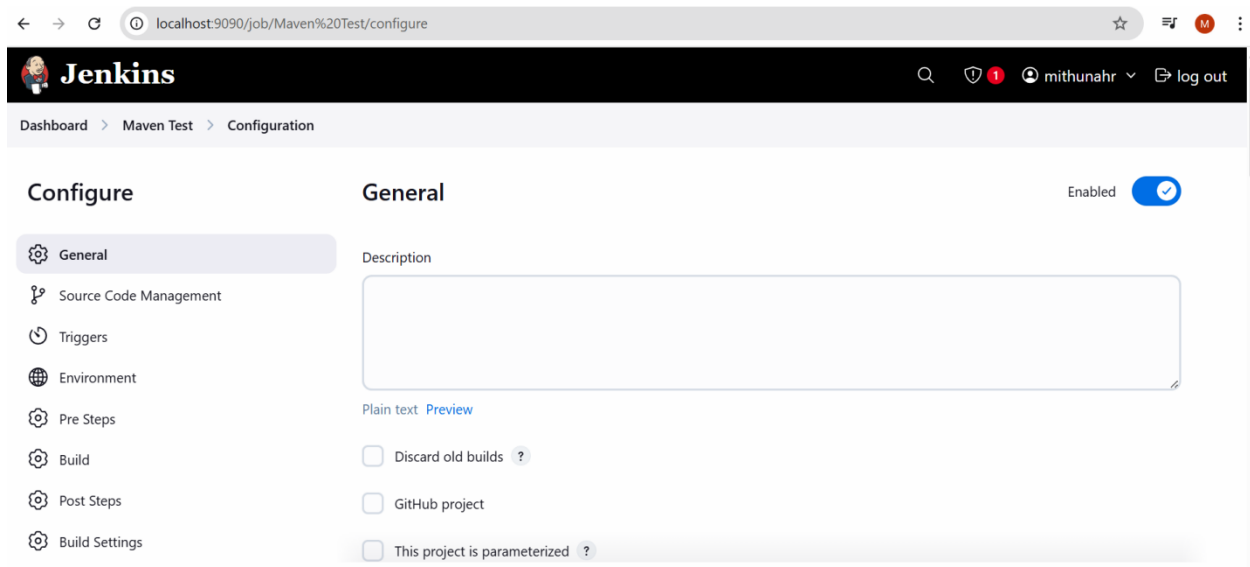 localhost:9090/job/Maven%20Test/configure
M
Jenkins
1
mithunahr
log out
Dashboard > Maven Test > Configuration
Configure
General
Source Code Management
Triggers
Environment
Pre Steps
Build
Post Steps
Build Settings
General
Enabled
Description
Plain text Preview
Discard old builds ?
GitHub project
This project is parameterized ?